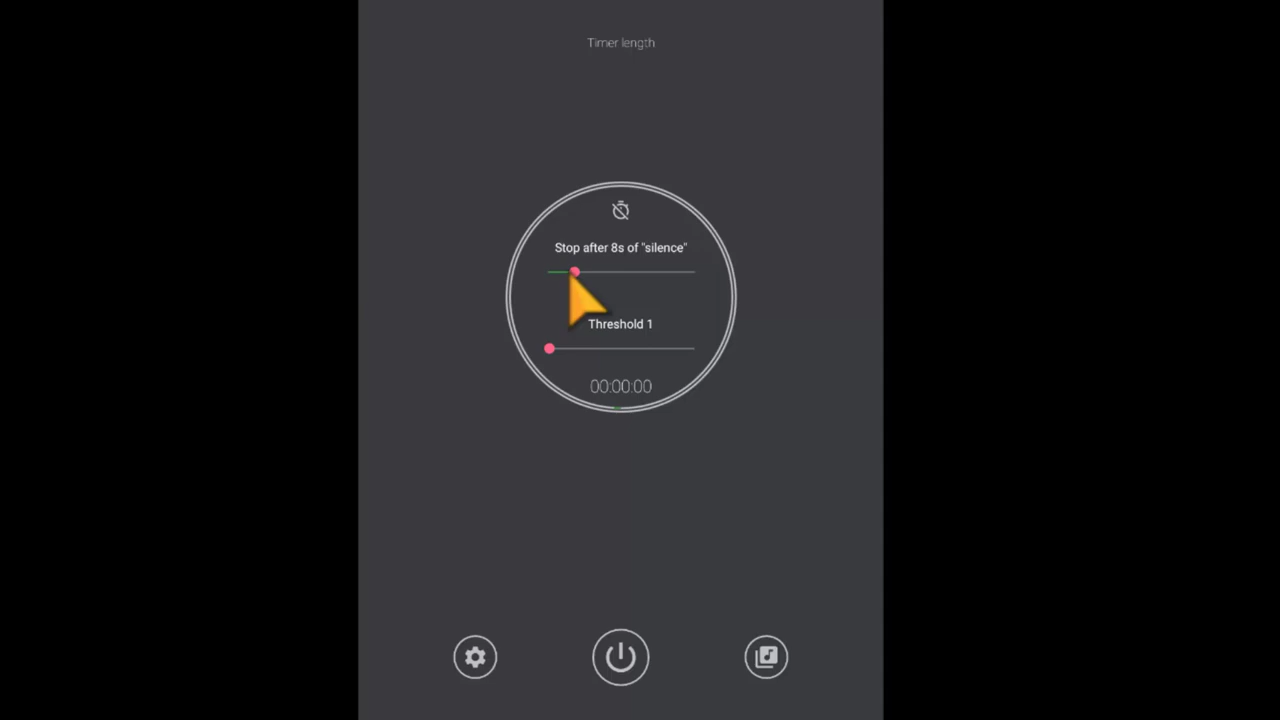 Timer length
Stop after 8s of "silence"
Threshold 1
00:00:00